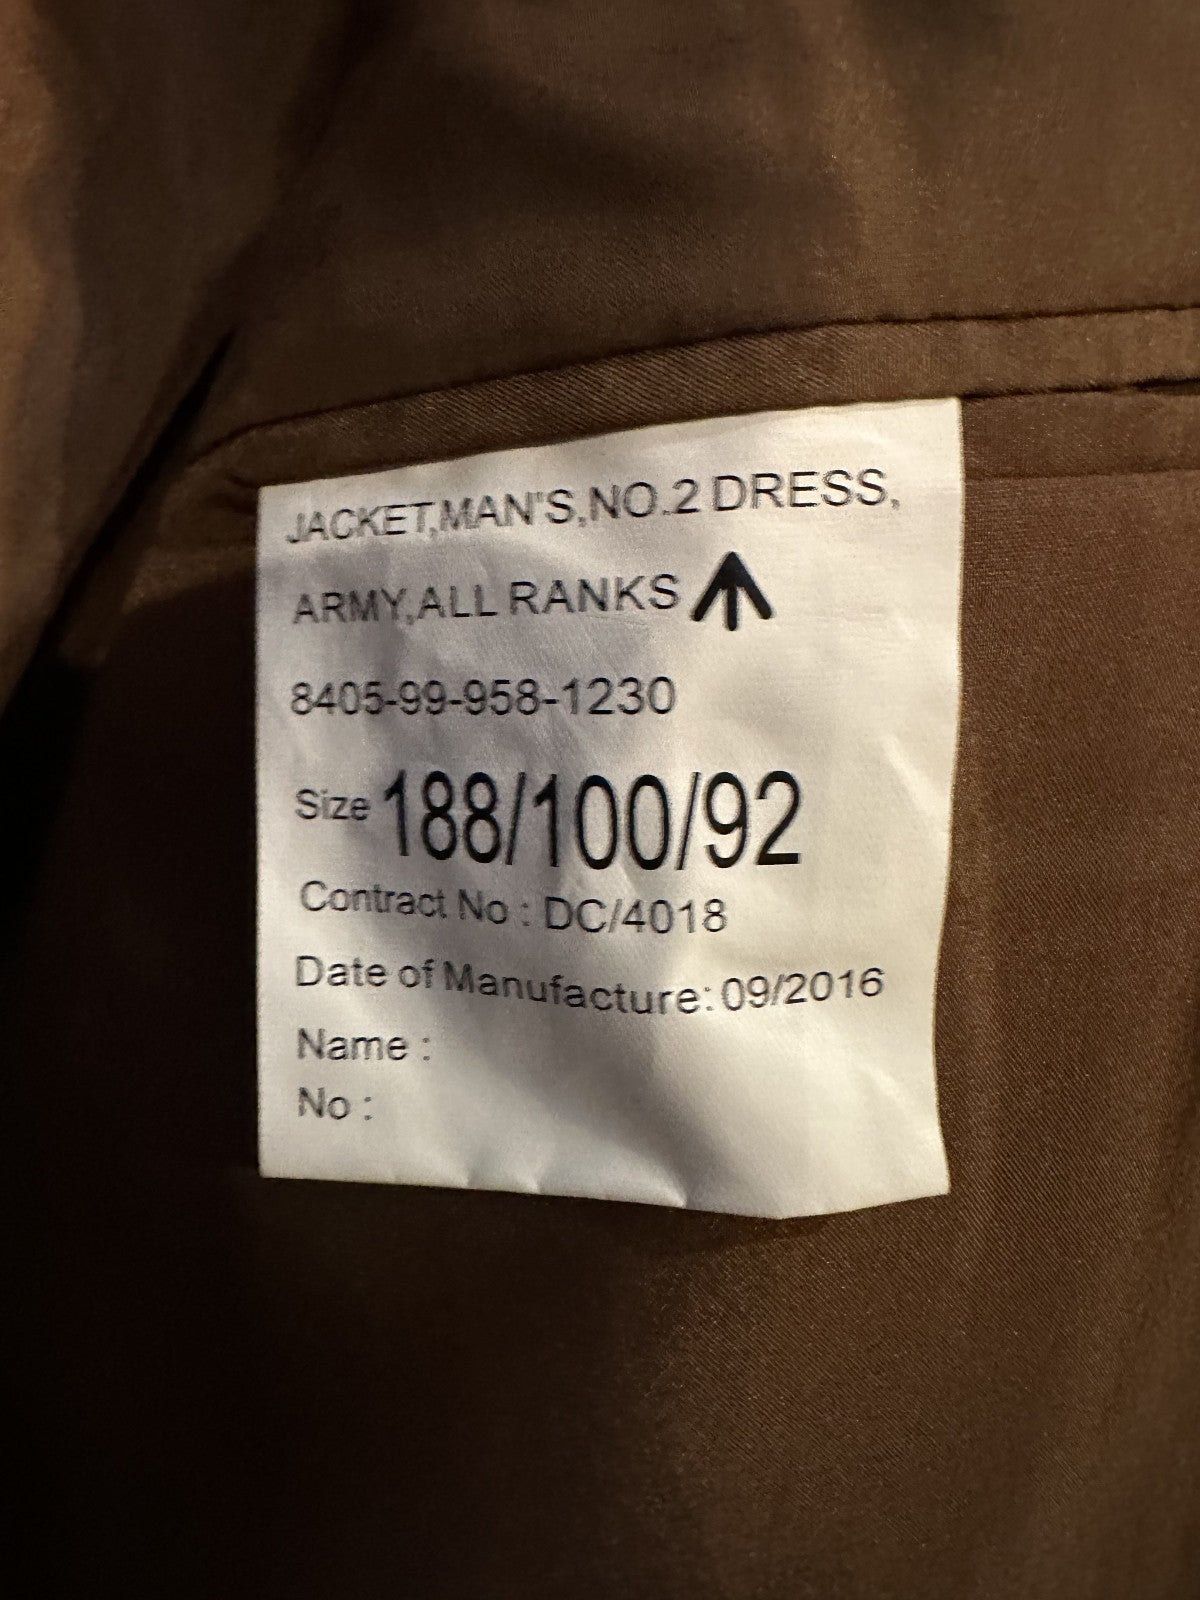 JACKET,MAN'S,NO.2 DRESS,
ARMY,ALL RANKS
8405-99-958-1230
Size 188/100/92
Contract No : DC/4018
Date of Manufacture: 09/2016
Name :
No :